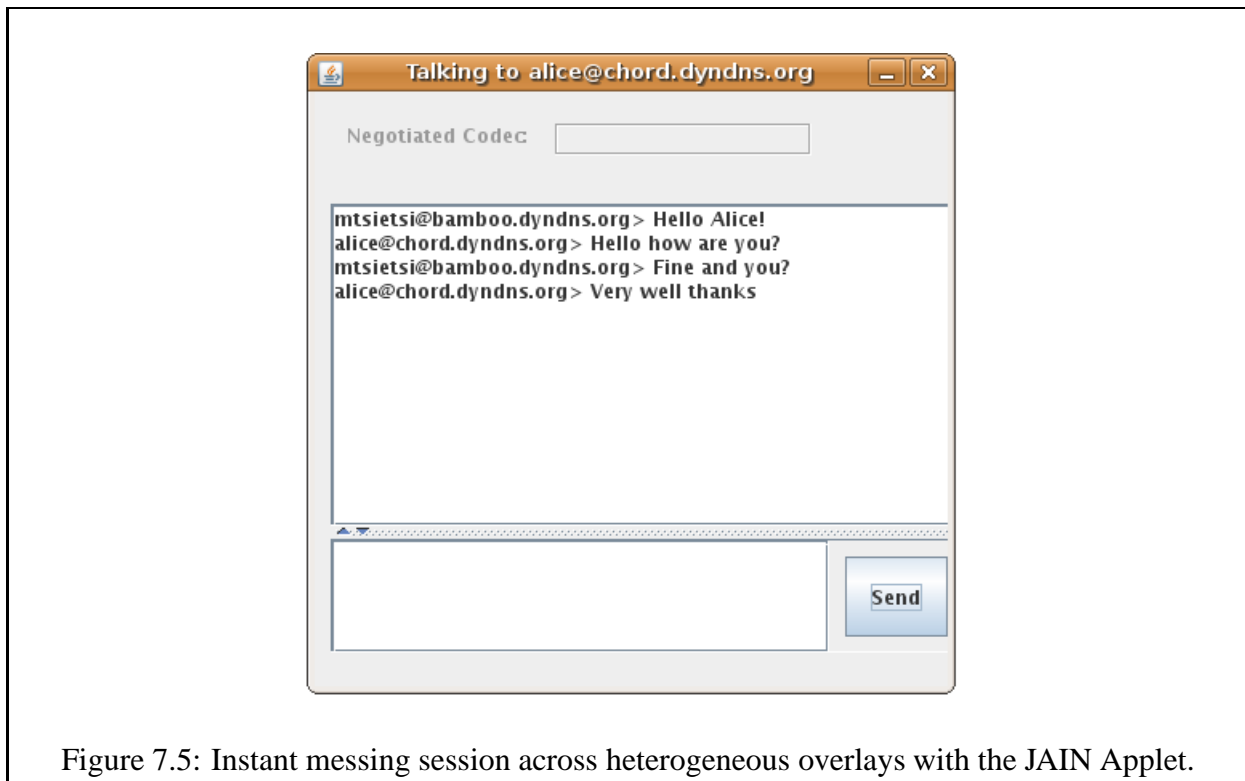 Talking to alice@chord.dyndns.org
Negotiated Codec:
mtsietsi@bamboo.dyndns.org> Hello Alice!
alice@chord.dyndns.org> Hello how are you?
mtsietsi@bamboo.dyndns.org> Fine and you?
alice@chord.dyndns.org> Very well thanks
Send
Figure 7.5: Instant messing session across heterogeneous overlays with the JAIN Applet.